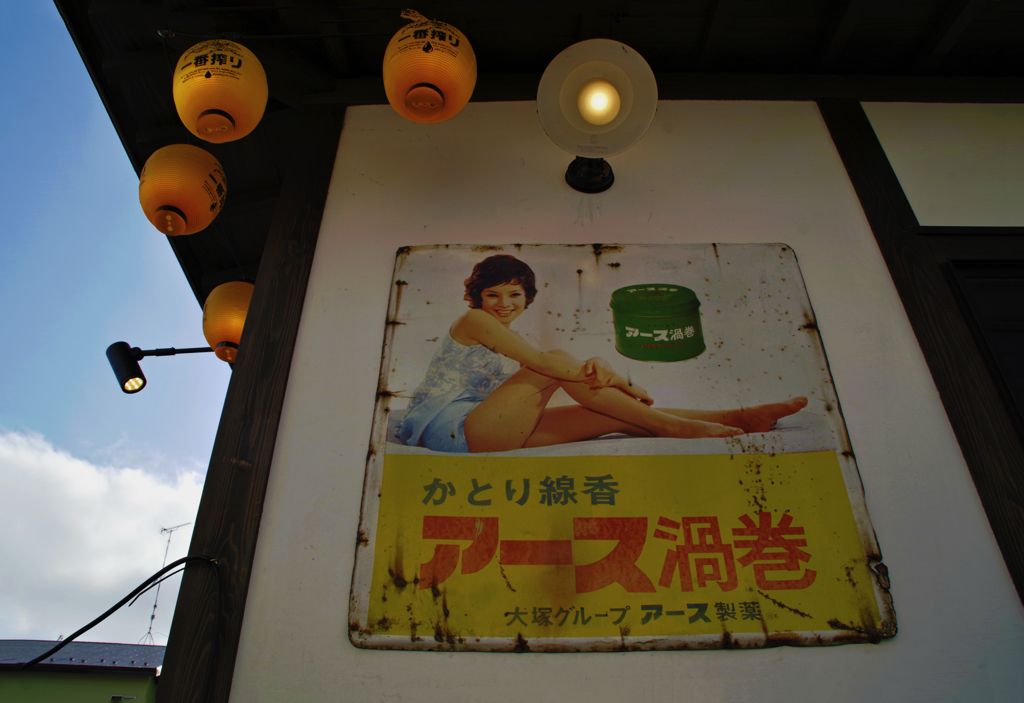 一番搾り
一番搾り
アース渦巻
かとり線香
アース渦巻
大塚グループ アース製薬